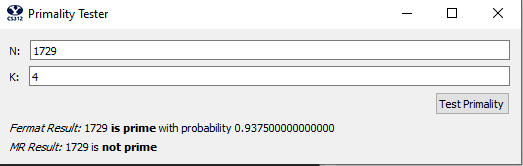 CS312 Primality Tester
N: 1729
K: 4
Test Primality
Fermat Result: 1729 is prime with probability 0.937500000000000
MR Result: 1729 is not prime